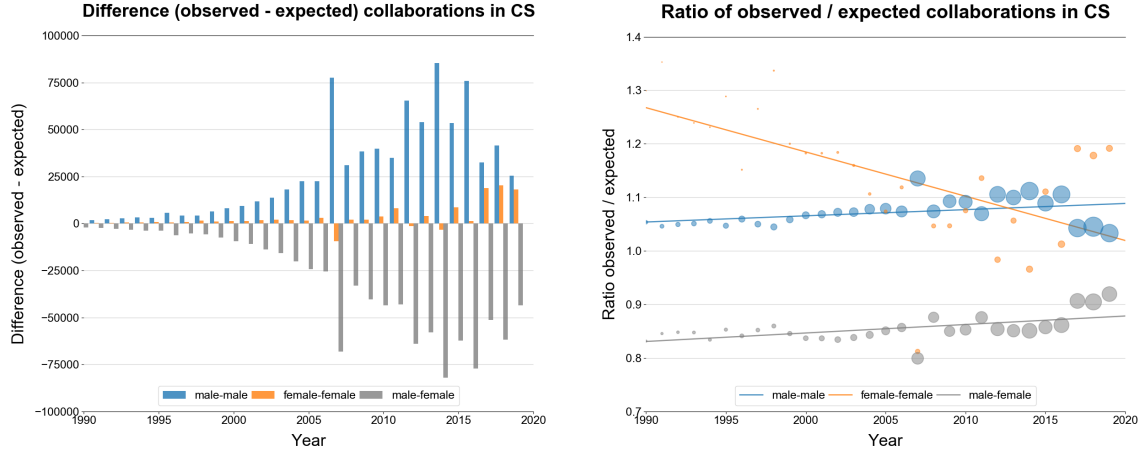 Difference (observed - expected) collaborations in CS
100000
75000
50000
25000
0
−25000
−50000
−75000
−100000
Difference (observed - expected)
male-male female-female male-female
1990 1995 2000 2005 2010 2015 2020
Year
Ratio of observed / expected collaborations in CS
1.4
1.3
1.2
1.1
1.0
0.9
0.8
0.7
Ratio observed / expected
male-male female-female male-female
1990 1995 2000 2005 2010 2015 2020
Year